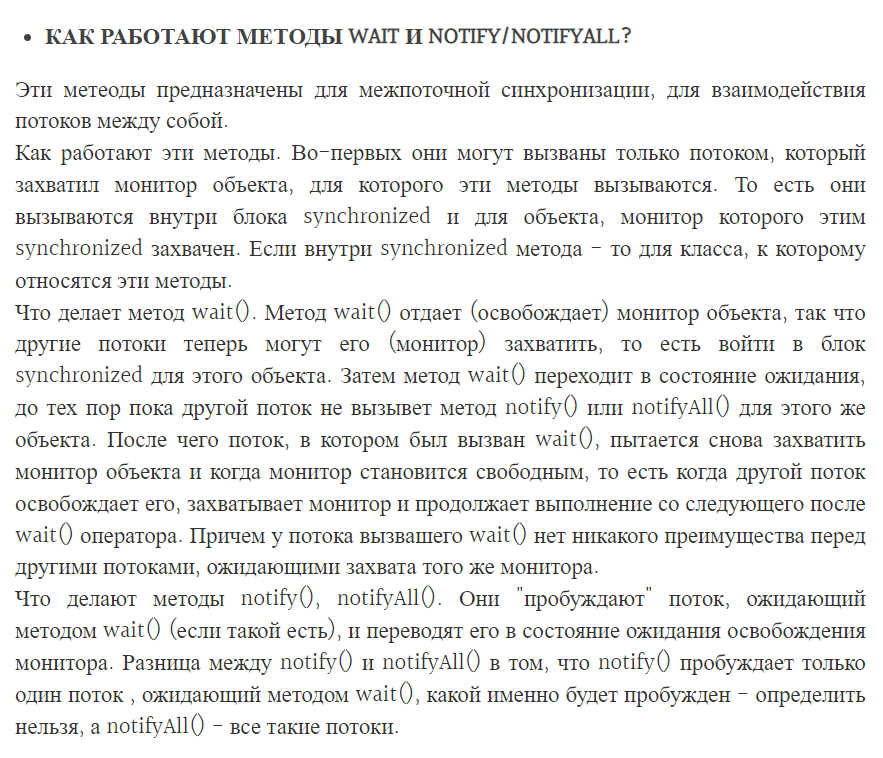 • КАК РАБОТАЮТ МЕТОДЫ WAIT И NOTIFY/NOTIFYALL?
Эти метеоды предназначены для межпоточной синхронизации, для взаимодействия
потоков между собой.
Как работают эти методы. Во-первых они могут вызваны только потоком, который
захватил монитор объекта, для которого эти методы вызываются. То есть они
вызываются внутри блока synchronized и для объекта, монитор которого этим
synchronized захвачен. Если внутри synchronized метода - то для класса, к которому
относятся эти методы.
Что делает метод wait(). Метод wait() отдает (освобождает) монитор объекта, так что
другие потоки теперь могут его (монитор) захватить, то есть войти в блок
synchronized для этого объекта. Затем метод wait() переходит в состояние ожидания,
до тех пор пока другой поток не вызывет метод notify() или notifyAll() для этого же
объекта. После чего поток, в котором был вызван wait(), пытается снова захватить
монитор объекта и когда монитор становится свободным, то есть когда другой поток
освобождает его, захватывает монитор и продолжает выполнение со следующего после
wait() оператора. Причем у потока вызвашего wait() нет никакого преимущества перед
другими потоками, ожидающими захвата того же монитора.
Что делают методы notify(), notifyAll(). Они "пробуждают" поток, ожидающий
методом wait() (если такой есть), и переводят его в состояние ожидания освобождения
монитора. Разница между notify() и notifyAll() в том, что notify() пробуждает только
один поток , ожидающий методом wait(), какой именно будет пробужден - определить
нельзя, а notifyAll() - все такие потоки.